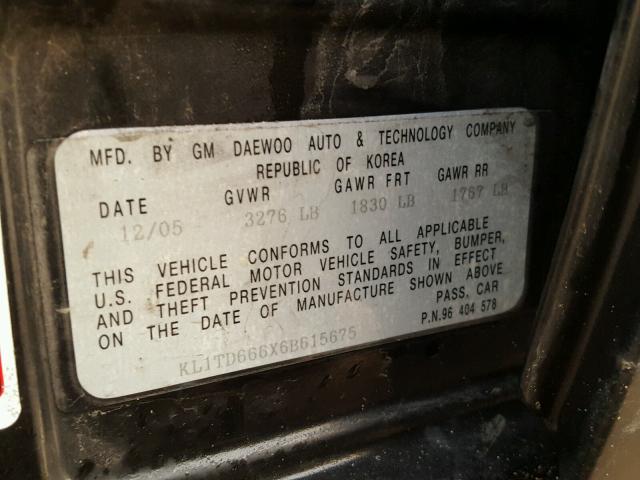 MFD. BY GM DAEWOO AUTO & TECHNOLOGY COMPANY
REPUBLIC OF KOREA
DATE GVWR GAWR FRT GAWR RR
12/05 3276 LB 1830 LB 1767 LB
THIS VEHICLE CONFORMS TO ALL APPLICABLE
U.S. FEDERAL MOTOR VEHICLE SAFETY, BUMPER,
AND THEFT PREVENTION STANDARDS IN EFFECT
ON THE DATE OF MANUFACTURE SHOWN ABOVE
PASS. CAR
KL1TD666X6B615675
P.N.96 404 578